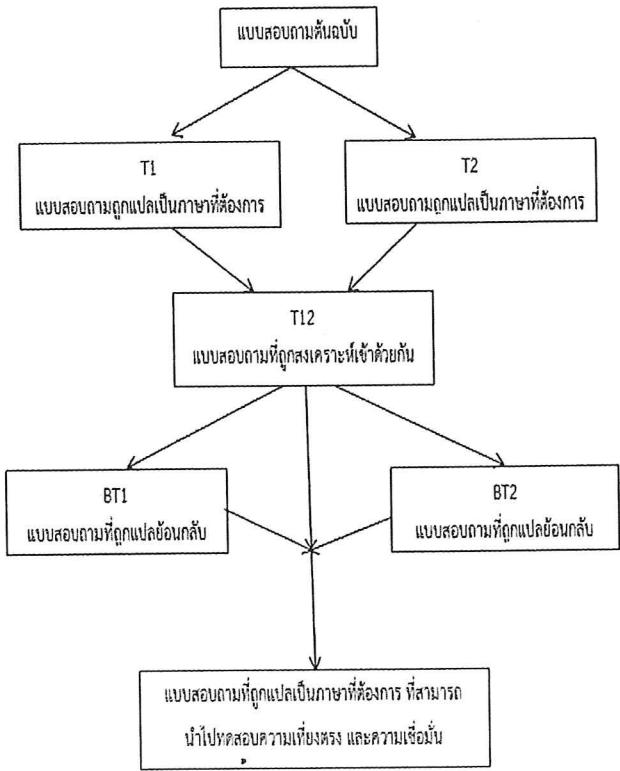 แบบสอบถามต้นฉบับ
T1
แบบสอบถามถูกแปลเป็นภาษาที่ต้องการ
T2
แบบสอบถามถูกแปลเป็นภาษาที่ต้องการ
T12
แบบสอบถามที่ถูกสงเคราะห์เข้าด้วยกัน
BT1
แบบสอบถามที่ถูกแปลย้อนกลับ
BT2
แบบสอบถามที่ถูกแปลย้อนกลับ
แบบสอบถามที่ถูกแปลเป็นภาษาที่ต้องการ ที่สามารถ
นำไปทดสอบความเที่ยงตรง และความเชื่อมั่น